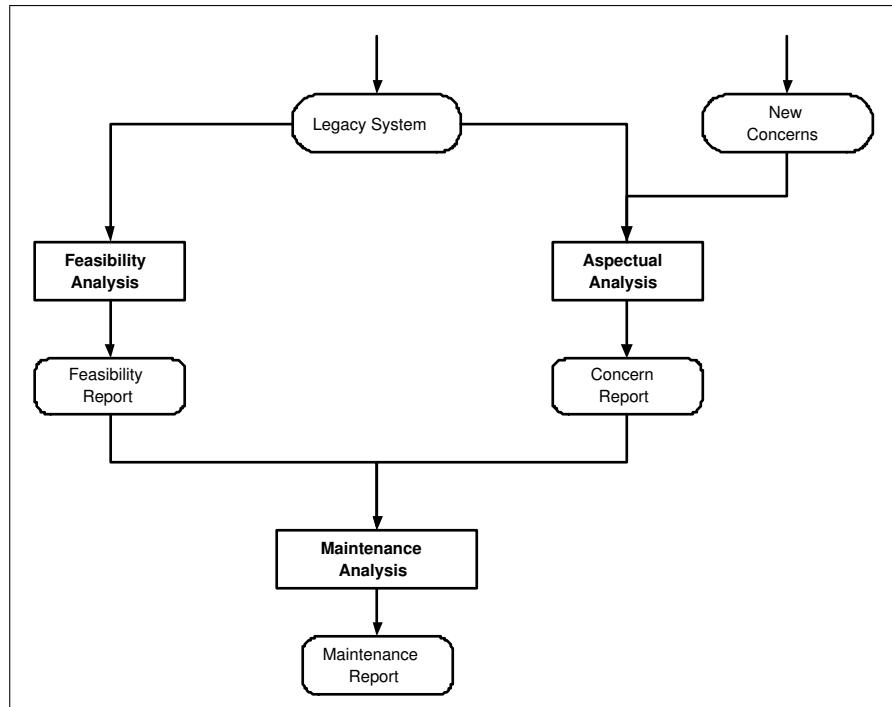 Legacy System
New
Concerns
Feasibility
Analysis
Aspectual
Analysis
Feasibility
Report
Concern
Report
Maintenance
Analysis
Maintenance
Report